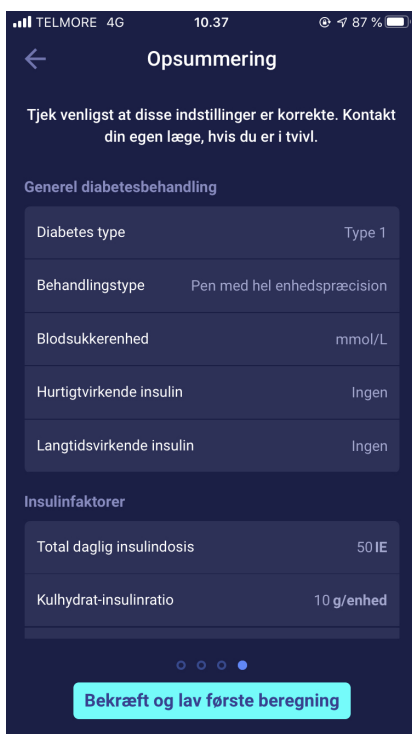 TELMORE 4G 10.37 87 %
Opsummering
Tjek venligst at disse indstillinger er korrekte. Kontakt
din egen læge, hvis du er i tvivl.
Generel diabetesbehandling
Diabetes type Type 1
Behandlingstype Pen med hel enhedspræcision
Blodsukkerenhed mmol/L
Hurtigtvirkende insulin Ingen
Langtidsvirkende insulin Ingen
Insulinfaktorer
Total daglig insulindosis 50 IE
Kulhydrat-insulinratio 10 g/enhed
Bekræft og lav første beregning